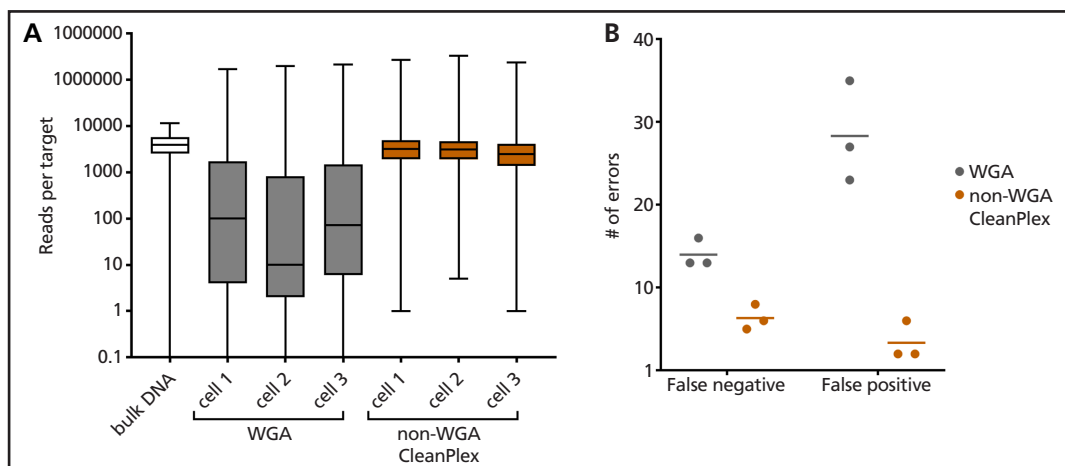 A
Reads per target
1000000
1000000
10000
1000
100
10
1
0.1
bulk DNA
cell 1
cell 2
cell 3
cell 1
cell 2
cell 3
WGA
non-WGA
CleanPlex
B
# of errors
40
30
20
10
1
False negative
False positive
WGA
non-WGA
CleanPlex